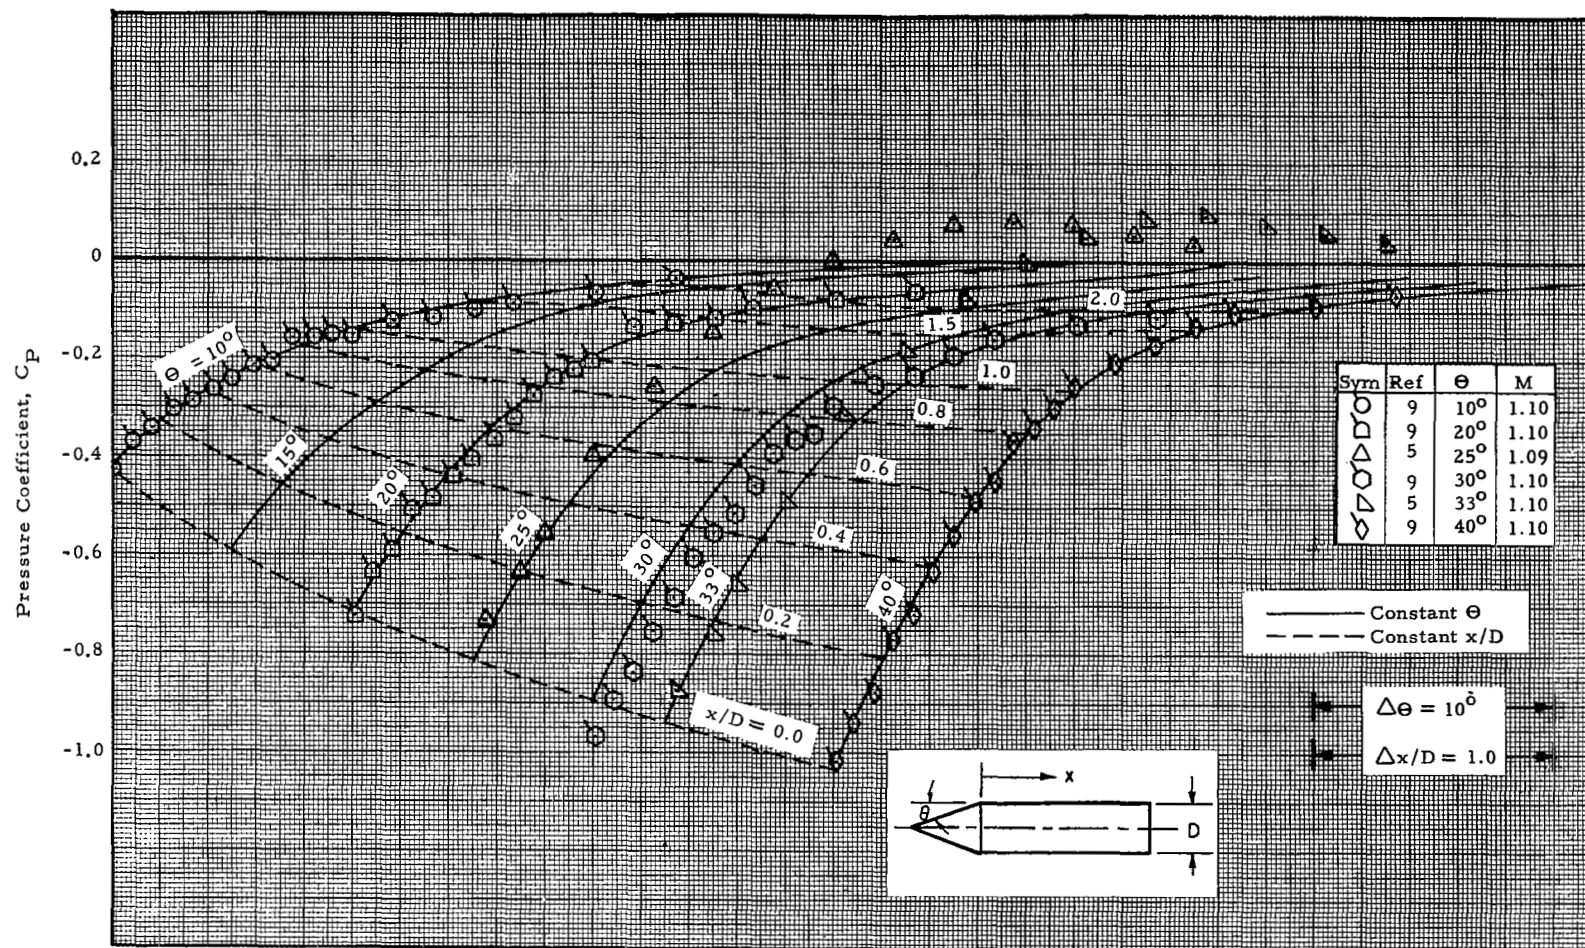 Pressure Coefficient, C_P
0.2
0
-0.2
-0.4
-0.6
-0.8
-1.0
Θ = 10°
15°
20°
25°
30°
33°
40°
2.0
1.5
1.0
0.8
0.6
0.4
0.2
x/D = 0.0
Sym Ref Θ M
9 10° 1.10
9 20° 1.10
5 25° 1.09
9 30° 1.10
5 33° 1.10
9 40° 1.10
Constant Θ
Constant x/D
ΔΘ = 10°
Δx/D = 1.0
x
θ
D